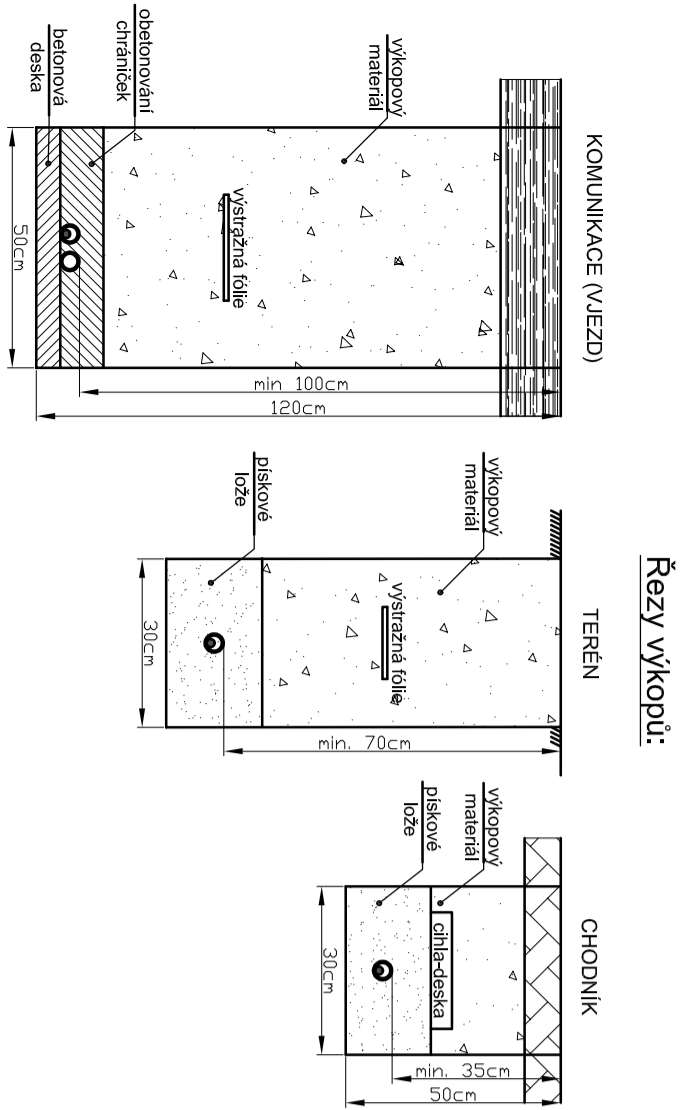 Řezy výkopů:
KOMUNIKACE (VJEZD)
výkopový
materiál
výstražná fólie
obetonování
chrániček
betonová
deska
50cm
min 100cm
120cm
TERÉN
výkopový
materiál
výstražná fólie
pískové
lože
30cm
min. 70cm
CHODNÍK
výkopový
materiál
cihla-deska
pískové
lože
30cm
min. 35cm
50cm